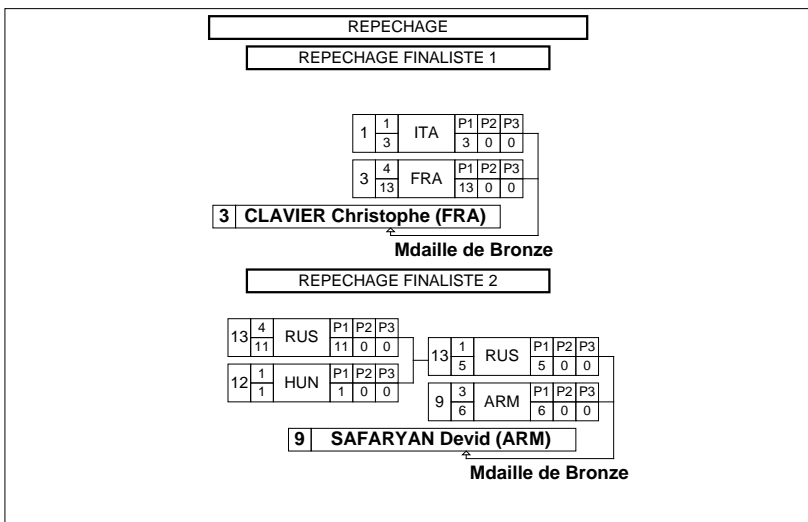 REPECHAGE
REPECHAGE FINALISTE 1
1 1 ITA P1 P2 P3
3 3 0 0
3 4 FRA P1 P2 P3
13 13 0 0
3 CLAVIER Christophe (FRA)
Mdaille de Bronze
REPECHAGE FINALISTE 2
13 4 RUS P1 P2 P3
11 11 0 0
12 1 HUN P1 P2 P3
1 1 0 0
13 1 RUS P1 P2 P3
5 5 0 0
9 3 ARM P1 P2 P3
6 6 0 0
9 SAFARYAN Devid (ARM)
Mdaille de Bronze